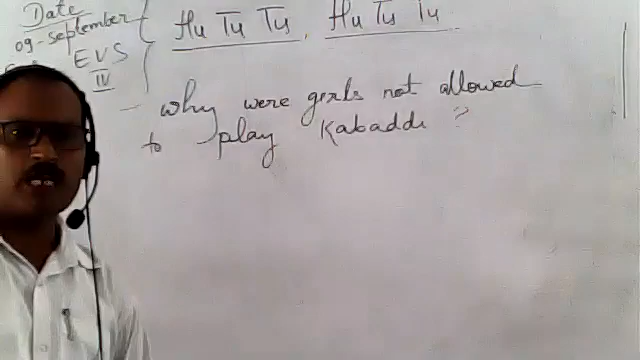 Date
09-september
EVS
IV
Hu Tu Tu, Hu Tu Tu
why were girls not allowed
to play Kabaddi ?